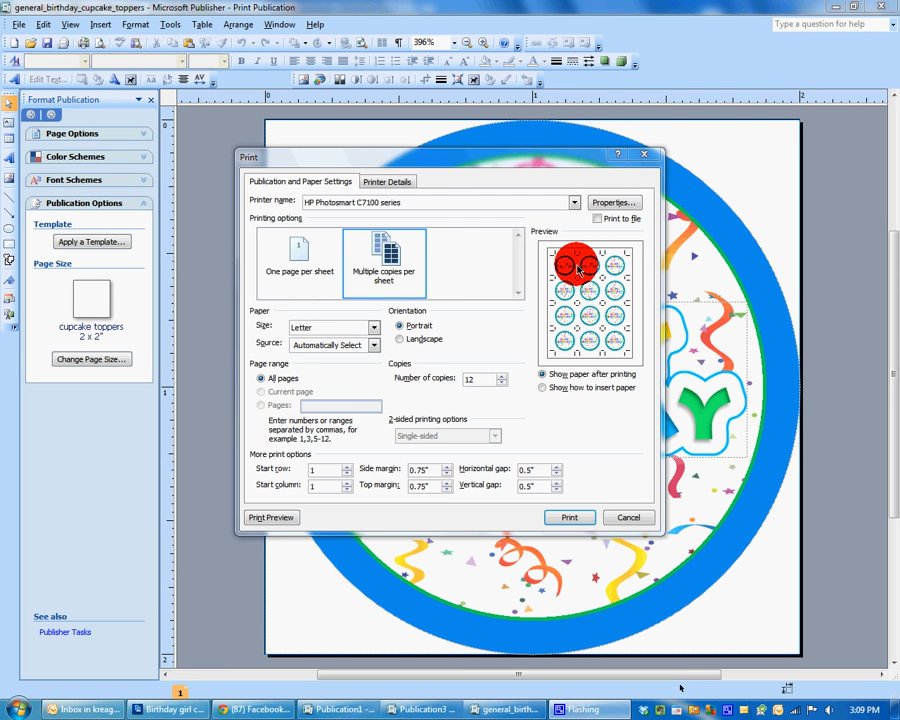 general_birthday_cupcake_toppers - Microsoft Publisher - Print Publication
File Edit View Insert Format Tools Table Arrange Window Help
Type a question for help
396%
Edit Text...
Format Publication
Page Options
Color Schemes
Font Schemes
Publication Options
Template
Apply a Template...
Page Size
cupcake toppers
2 x 2"
Change Page Size...
See also
Publisher Tasks
0 1 2
0
1
2
Print
Publication and Paper Settings Printer Details
Printer name: HP Photosmart C7100 series Properties...
Print to file
Printing options
Preview
1
One page per sheet
Multiple copies per
sheet
Paper
Size: Letter
Source: Automatically Select
Orientation
Portrait
Landscape
Page range
All pages
Current page
Pages:
Enter numbers or ranges
separated by commas, for
example 1,3,5-12.
Copies
Number of copies: 12
2-sided printing options
Single-sided
Show paper after printing
Show how to insert paper
More print options
Start row: 1 Side margin: 0.75" Horizontal gap: 0.5"
Start column: 1 Top margin: 0.75" Vertical gap: 0.5"
Print Preview Print Cancel
Y
1
Inbox in kreag... Birthday girl c... (87) Facebook... Publication1 -... Publication3 ... general_birth... Flashing 3:09 PM